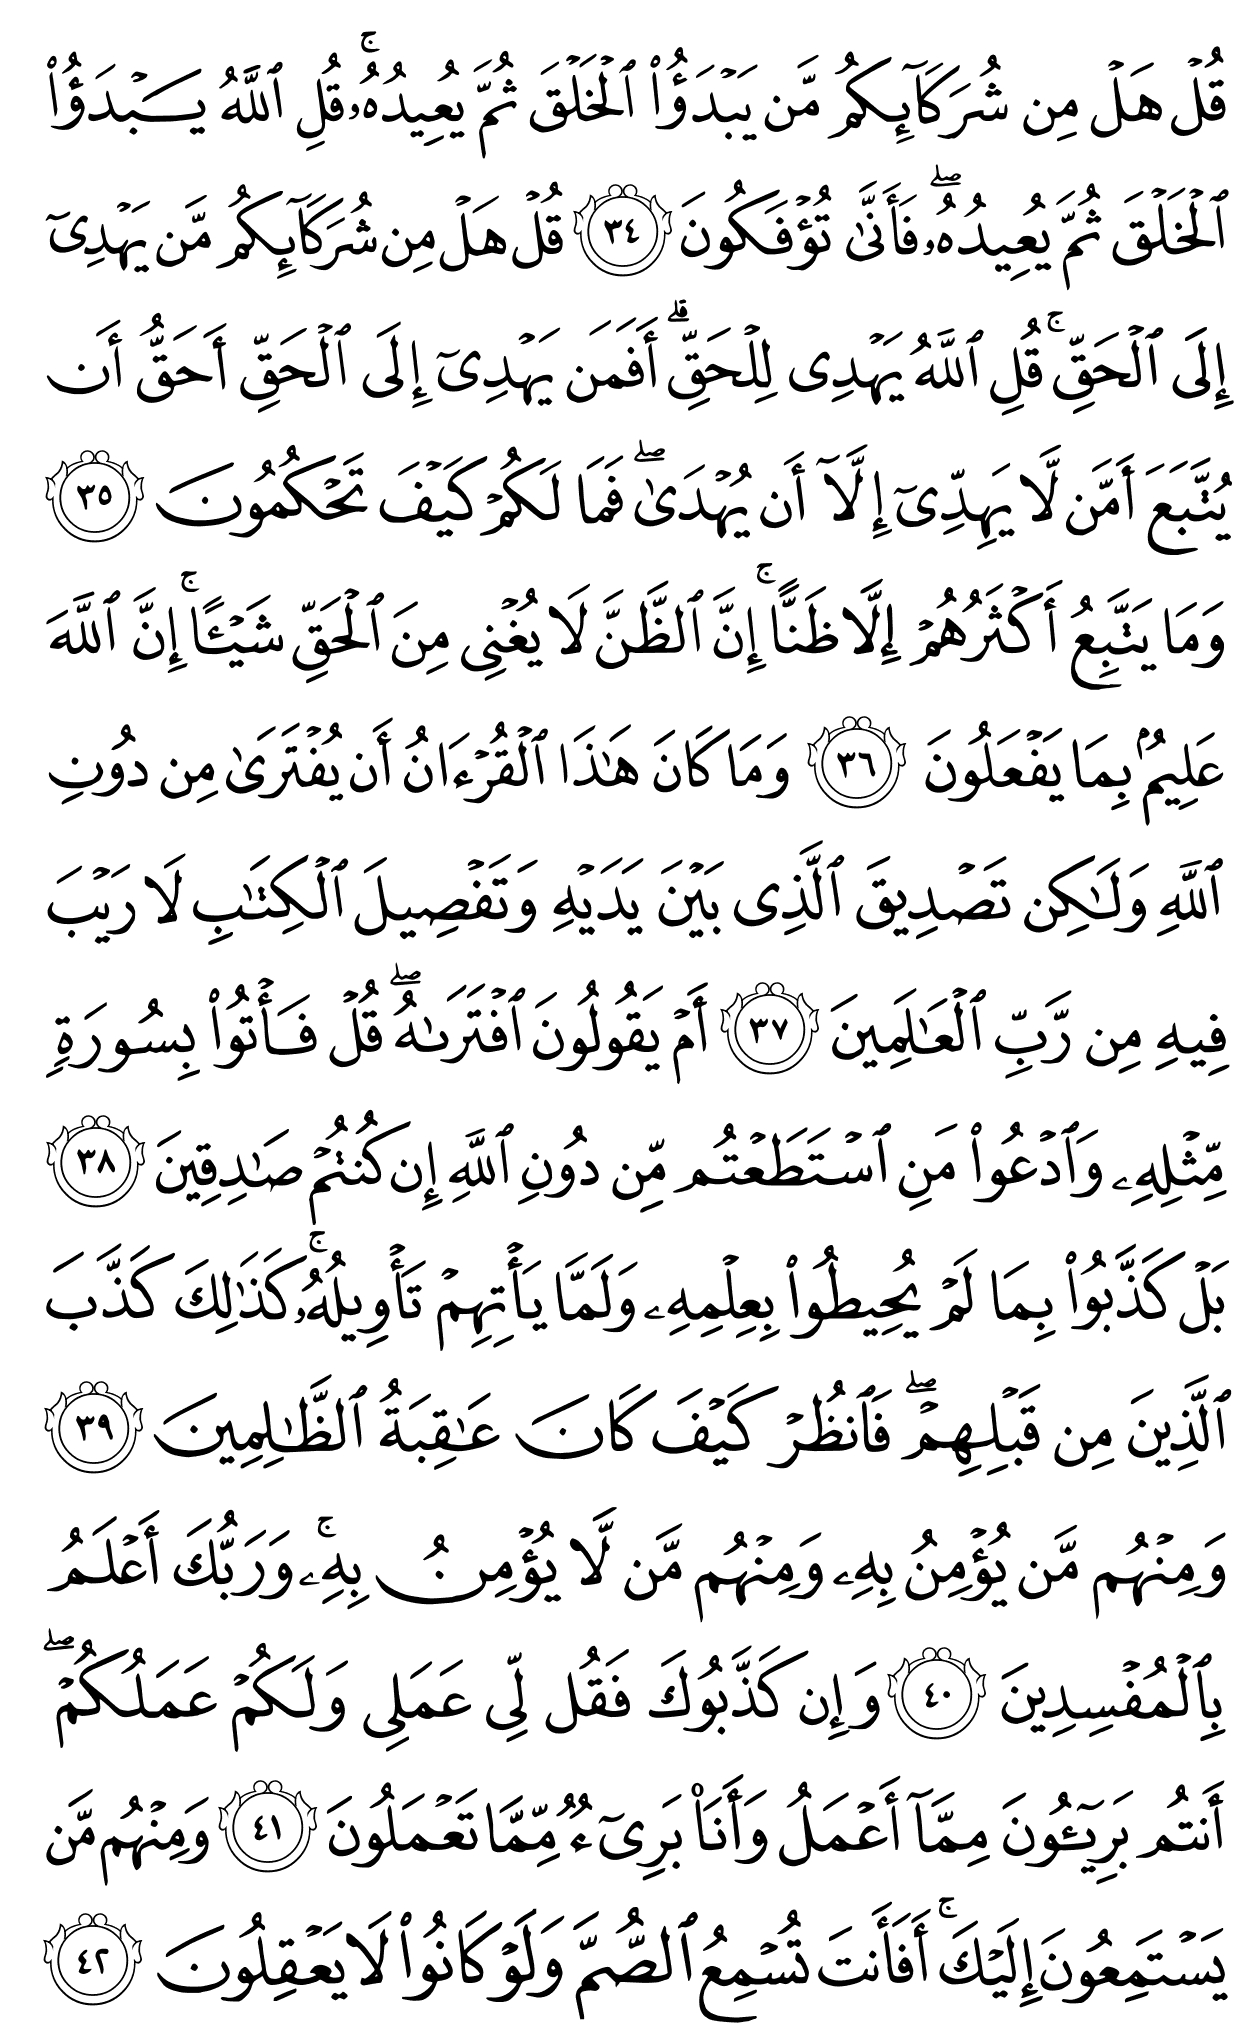 قُلۡ هَلۡ مِن شُرَكَآئِكُم مَّن يَبۡدَؤُاْ ٱلۡخَلۡقَ ثُمَّ يُعِيدُهُۥۚ قُلِ ٱللَّهُ يَبۡدَؤُاْ
ٱلۡخَلۡقَ ثُمَّ يُعِيدُهُۥۖ فَأَنَّىٰ تُؤۡفَكُونَ ٣٤ قُلۡ هَلۡ مِن شُرَكَآئِكُم مَّن يَهۡدِيٓ
إِلَى ٱلۡحَقِّۚ قُلِ ٱللَّهُ يَهۡدِي لِلۡحَقِّۗ أَفَمَن يَهۡدِيٓ إِلَى ٱلۡحَقِّ أَحَقُّ أَن
يُتَّبَعَ أَمَّن لَّا يَهِدِّيٓ إِلَّآ أَن يُهۡدَىٰۖ فَمَا لَكُمۡ كَيۡفَ تَحۡكُمُونَ ٣٥
وَمَا يَتَّبِعُ أَكۡثَرُهُمۡ إِلَّا ظَنًّاۚ إِنَّ ٱلظَّنَّ لَا يُغۡنِي مِنَ ٱلۡحَقِّ شَيۡـًٔاۚ إِنَّ ٱللَّهَ
عَلِيمُۢ بِمَا يَفۡعَلُونَ ٣٦ وَمَا كَانَ هَٰذَا ٱلۡقُرۡءَانُ أَن يُفۡتَرَىٰ مِن دُونِ
ٱللَّهِ وَلَٰكِن تَصۡدِيقَ ٱلَّذِي بَيۡنَ يَدَيۡهِ وَتَفۡصِيلَ ٱلۡكِتَٰبِ لَا رَيۡبَ
فِيهِ مِن رَّبِّ ٱلۡعَٰلَمِينَ ٣٧ أَمۡ يَقُولُونَ ٱفۡتَرَىٰهُۖ قُلۡ فَأۡتُواْ بِسُورَةٖ
مِّثۡلِهِۦ وَٱدۡعُواْ مَنِ ٱسۡتَطَعۡتُم مِّن دُونِ ٱللَّهِ إِن كُنتُمۡ صَٰدِقِينَ ٣٨
بَلۡ كَذَّبُواْ بِمَا لَمۡ يُحِيطُواْ بِعِلۡمِهِۦ وَلَمَّا يَأۡتِهِمۡ تَأۡوِيلُهُۥۚ كَذَٰلِكَ كَذَّبَ
ٱلَّذِينَ مِن قَبۡلِهِمۡۖ فَٱنظُرۡ كَيۡفَ كَانَ عَٰقِبَةُ ٱلظَّٰلِمِينَ ٣٩
وَمِنۡهُم مَّن يُؤۡمِنُ بِهِۦ وَمِنۡهُم مَّن لَّا يُؤۡمِنُ بِهِۦۚ وَرَبُّكَ أَعۡلَمُ
بِٱلۡمُفۡسِدِينَ ٤٠ وَإِن كَذَّبُوكَ فَقُل لِّي عَمَلِي وَلَكُمۡ عَمَلُكُمۡۖ
أَنتُم بَرِيٓـُٔونَ مِمَّآ أَعۡمَلُ وَأَنَا۠ بَرِيٓءٞ مِّمَّا تَعۡمَلُونَ ٤١ وَمِنۡهُم مَّن
يَسۡتَمِعُونَ إِلَيۡكَۚ أَفَأَنتَ تُسۡمِعُ ٱلصُّمَّ وَلَوۡ كَانُواْ لَا يَعۡقِلُونَ ٤٢